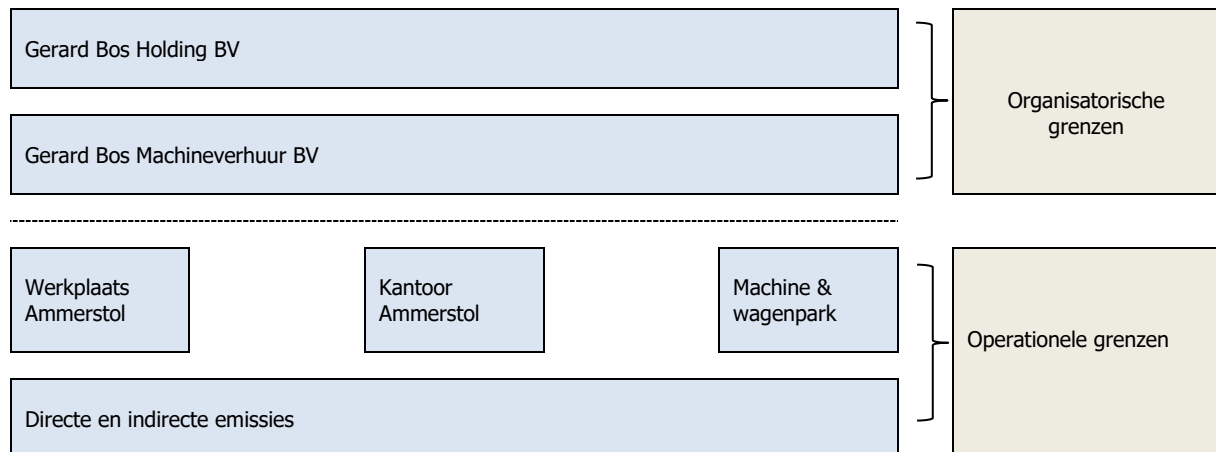 Gerard Bos Holding BV
Organisatorische
grenzen
Gerard Bos Machineverhuur BV
Werkplaats
Ammerstol
Kantoor
Ammerstol
Machine &
wagenpark
Operationele grenzen
Directe en indirecte emissies